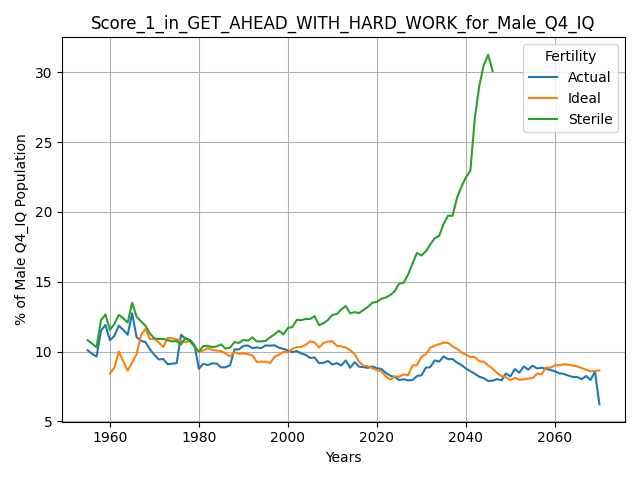 Score_1_in_GET_AHEAD_WITH_HARD_WORK_for_Male_Q4_IQ
% of Male Q4_IQ Population
30
25
20
15
10
5
Fertility
Actual
Ideal
Sterile
1960
1980
2000
2020
2040
2060
Years